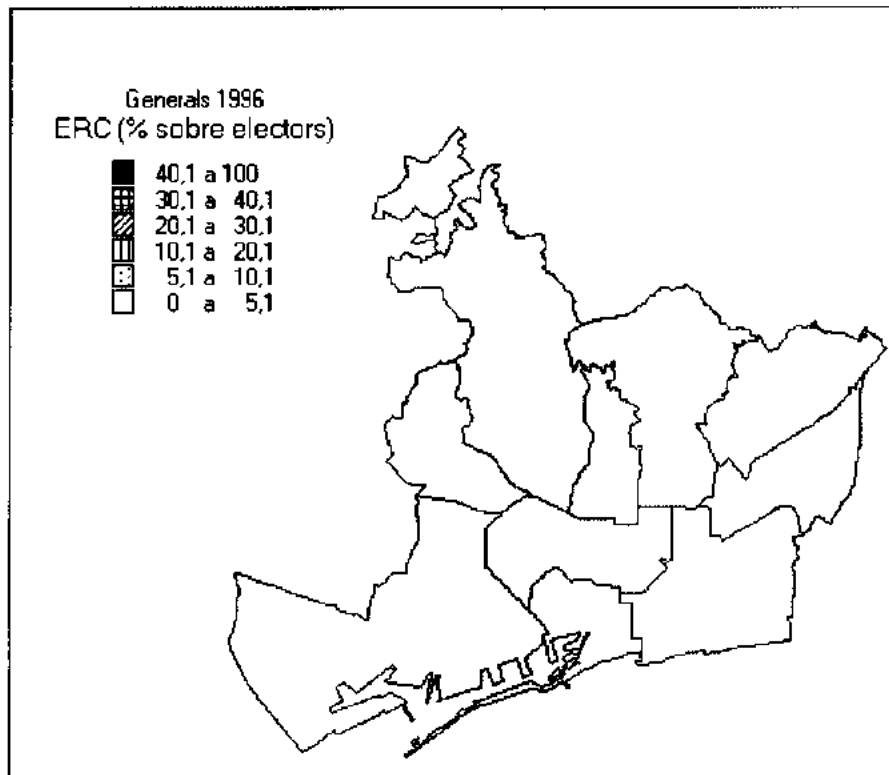 Generals 1996
ERC (% sobre electors)
40,1 a 100
30,1 a 40,1
20,1 a 30,1
10,1 a 20,1
5,1 a 10,1
0 a 5,1